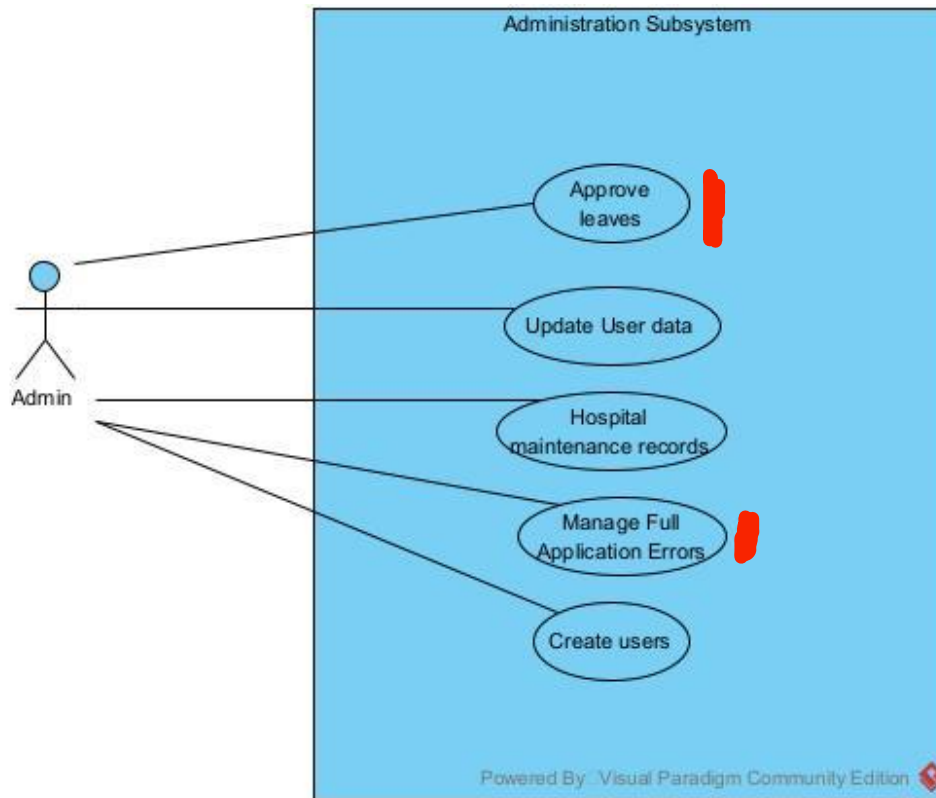 Administration Subsystem
Approve
leaves
Update User data
Admin
Hospital
maintenance records
Manage Full
Application Errors
Create users
Powered By Visual Paradigm Community Edition